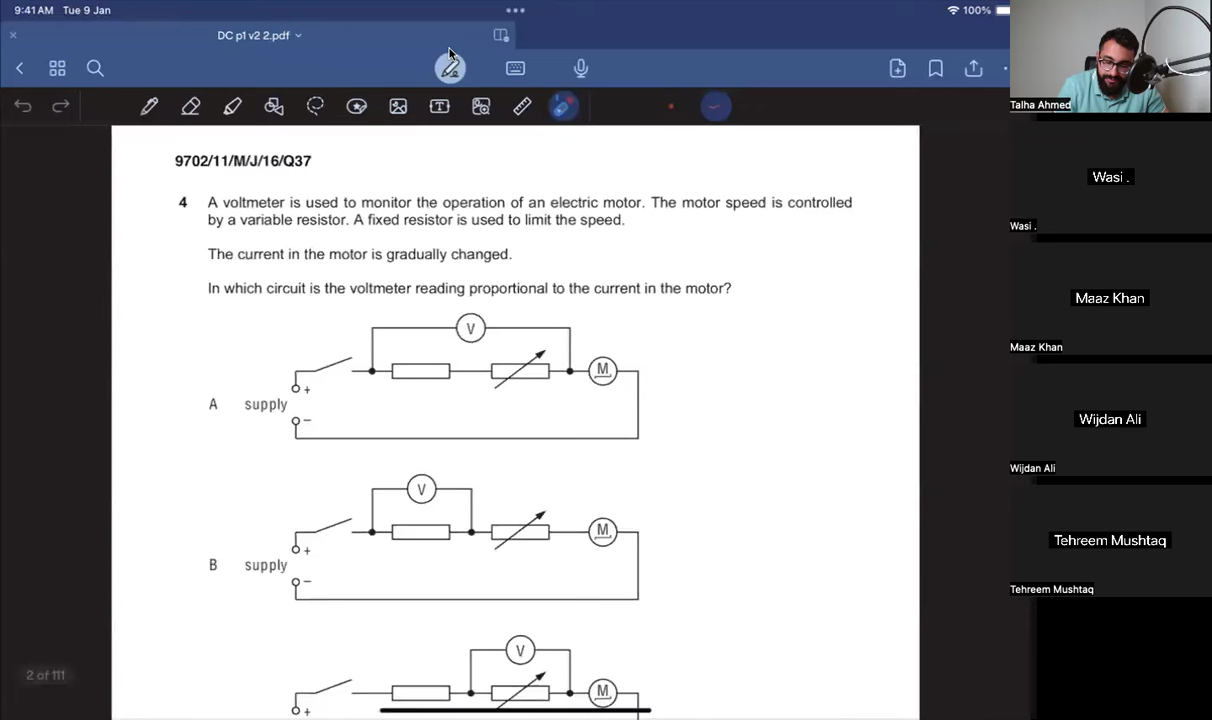 9:41 AM Tue 9 Jan
100%
DC p1 v2 2.pdf
Talha Ahmed
9702/11/M/J/16/Q37
4 A voltmeter is used to monitor the operation of an electric motor. The motor speed is controlled
by a variable resistor. A fixed resistor is used to limit the speed.
The current in the motor is gradually changed.
In which circuit is the voltmeter reading proportional to the current in the motor?
V
M
+
A supply
−
V
M
+
B supply
−
V
M
+
2 of 111
Wasi .
Wasi .
Maaz Khan
Maaz Khan
Wijdan Ali
Wijdan Ali
Tehreem Mushtaq
Tehreem Mushtaq